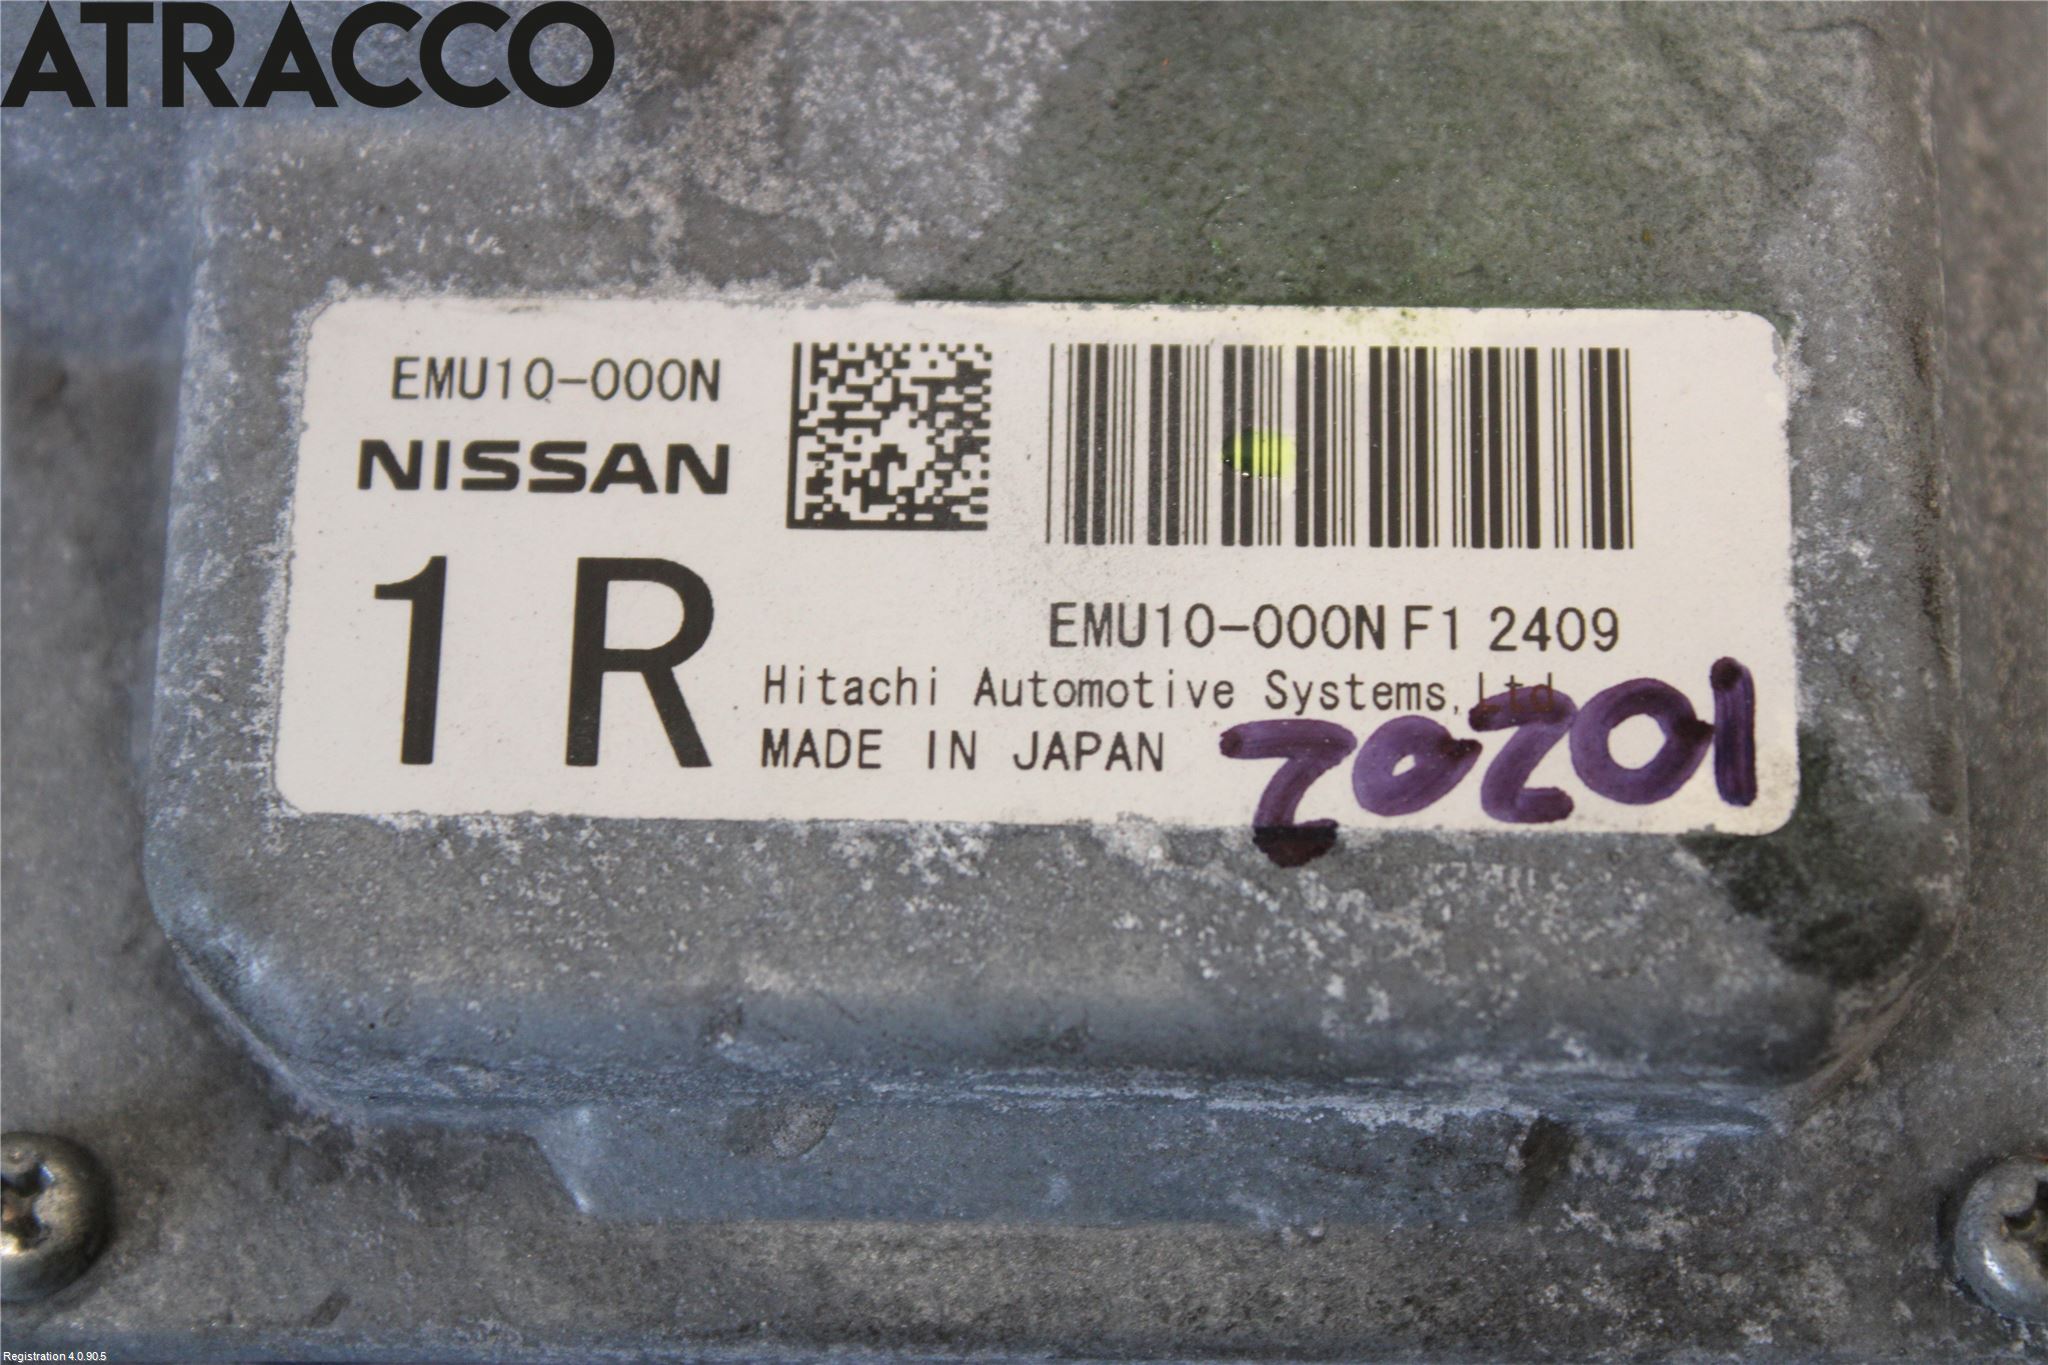 ATRACCO
EMU10-000N
NISSAN
1 R
EMU10-000N F1 2409
Hitachi Automotive Systems, Ltd
MADE IN JAPAN
20201
Registration 4.0.90.5